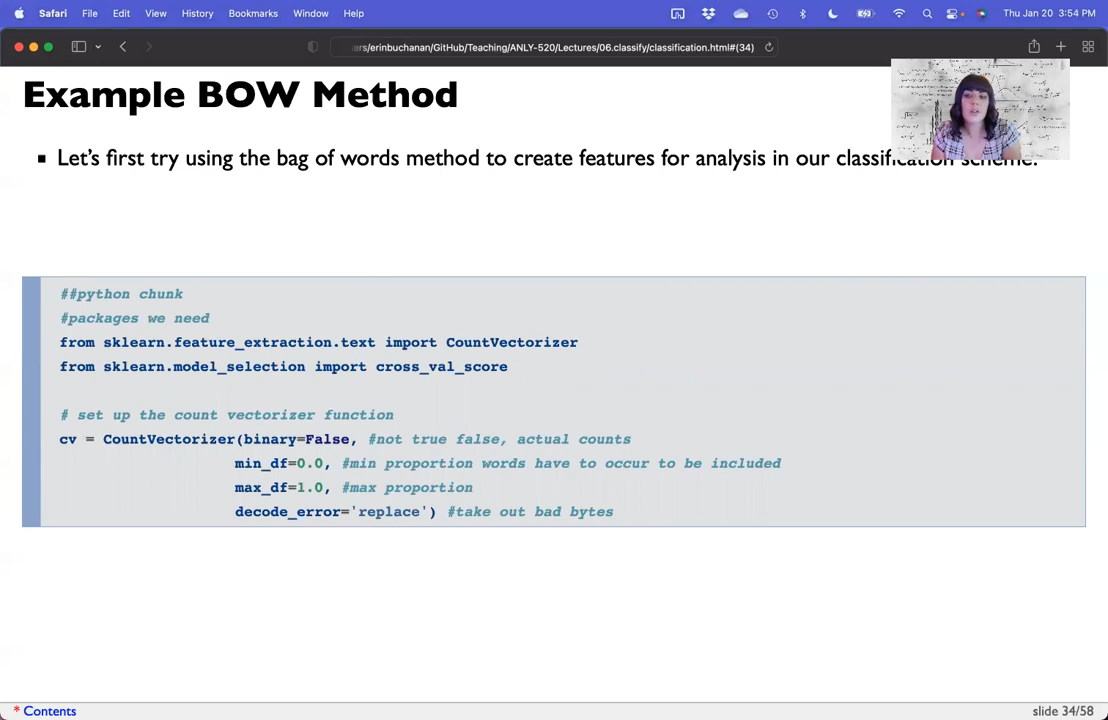 Safari File Edit View History Bookmarks Window Help Thu Jan 20 3:54 PM
ers/erinbuchanan/GitHub/Teaching/ANLY-520/Lectures/06.classify/classification.html#(34)
Example BOW Method
Let's first try using the bag of words method to create features for analysis in our classification scheme.
##python chunk
#packages we need
from sklearn.feature_extraction.text import CountVectorizer
from sklearn.model_selection import cross_val_score
# set up the count vectorizer function
cv = CountVectorizer(binary=False, #not true false, actual counts
min_df=0.0, #min proportion words have to occur to be included
max_df=1.0, #max proportion
decode_error='replace') #take out bad bytes
* Contents
slide 34/58